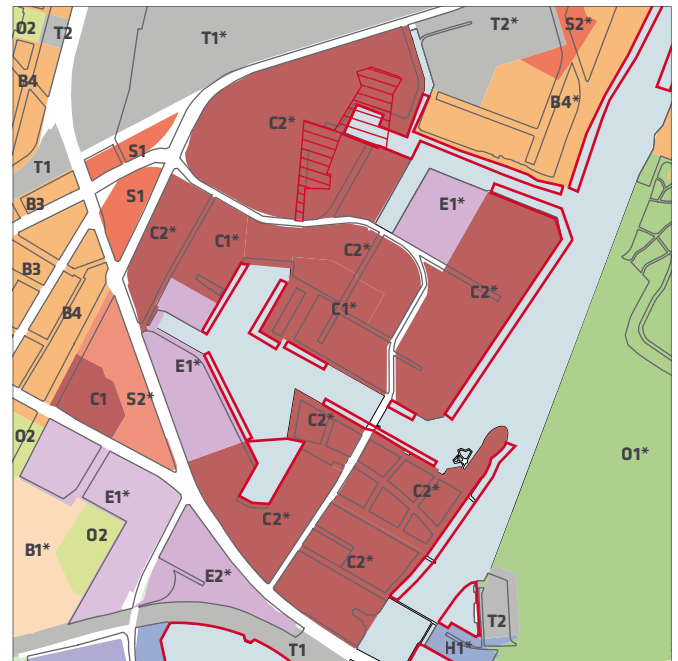 O2
T2
T1*
T2*
S2*
B4
B4*
C2*
S1
T1
S1
B3
E1*
C2*
C1*
C2*
B3
C2*
B4
C1*
E1*
C1
S2*
C2*
O2
O1*
E1*
C2*
C2*
O2
B1*
C2*
E2*
T2
T1
H1*